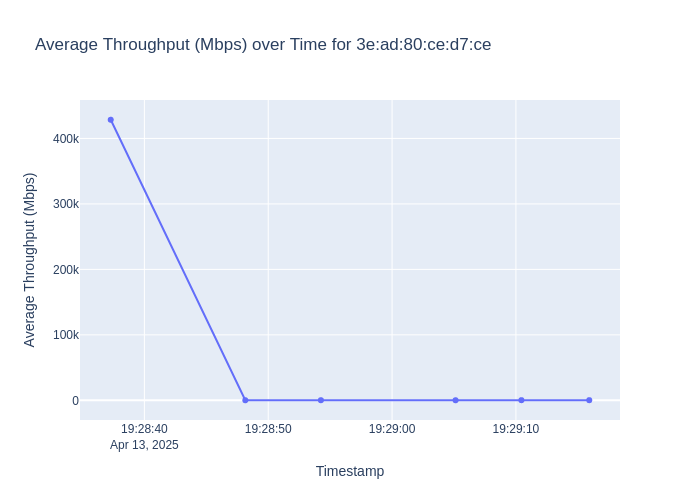 Average Throughput (Mbps) over Time for 3e:ad:80:ce:d7:ce
Average Throughput (Mbps)
400k
300k
200k
100k
0
19:28:40
Apr 13, 2025
19:28:50
19:29:00
19:29:10
Timestamp